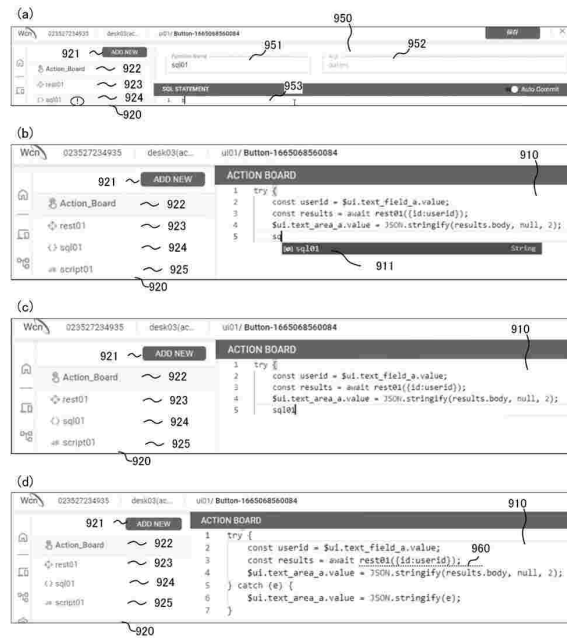 (a)
Wcn 023527234935 desk03(ac... ui01/ Button-1665068560084 950
921 ADD NEW Function Name sql01 951 952
Action_Board 922
rest01 923 SQL STATEMENT 953 Auto Commit
sql01 924 1
920
(b)
Wcn 023527234935 desk03(ac... ui01/ Button-1665068560084 910
921 ADD NEW ACTION BOARD
Action_Board 922
rest01 923
sql01 924
script01 925
920
1 try {
2 const userid = $ui.text_field_a.value;
3 const results = await rest01({id:userid});
4 $ui.text_area_a.value = JSON.stringify(results.body, null, 2);
5 sq
sql01 String
911
(c)
Wcn 023527234935 desk03(ac... ui01/ Button-1665068560084 910
921 ADD NEW ACTION BOARD
Action_Board 922
rest01 923
sql01 924
script01 925
920
1 try {
2 const userid = $ui.text_field_a.value;
3 const results = await rest01({id:userid});
4 $ui.text_area_a.value = JSON.stringify(results.body, null, 2);
5 sql01
(d)
Wcn 023527234935 desk03(ac... ui01/ Button-1665068560084 910
921 ADD NEW ACTION BOARD
Action_Board 922
rest01 923
sql01 924
script01 925
920
1 try {
2 const userid = $ui.text_field_a.value;
3 const results = await rest01({id:userid}); 960
4 $ui.text_area_a.value = JSON.stringify(results.body, null, 2);
5 } catch (e) {
6 $ui.text_area_a.value = JSON.stringify(e);
7 }